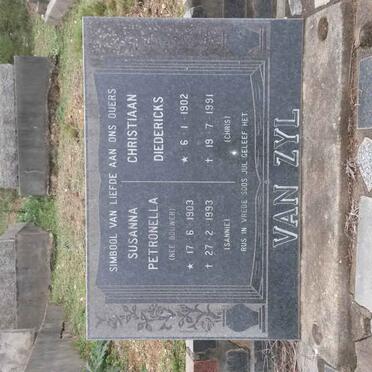 SIMBOOL VAN LIEFDE AAN ONS OUERS
SUSANNA
PETRONELLA
(NEE BOUWER)
★ 17·6·1903
† 27·2·1993
(SANNIE)
CHRISTIAAN
DIEDERICKS
★ 6·1·1902
† 19·7·1991
(CHRIS)
RUS IN VREDE SOOS JUL GELEEF HET
VAN ZYL